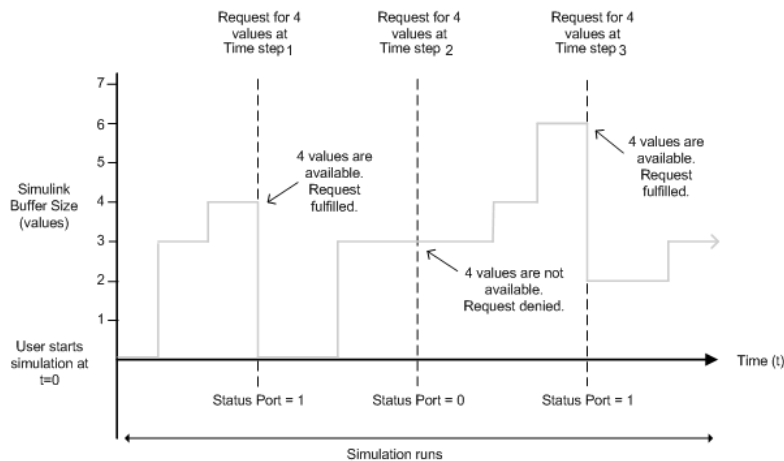 Request for 4
values at
Time step 1
Request for 4
values at
Time step 2
Request for 4
values at
Time step 3
7
6
5
4
3
2
1
Simulink
Buffer Size
(values)
4 values are
available.
Request
fulfilled.
4 values are not
available.
Request denied.
4 values are
available.
Request
fulfilled.
User starts
simulation at
t=0
Time (t)
Status Port = 1
Status Port = 0
Status Port = 1
Simulation runs